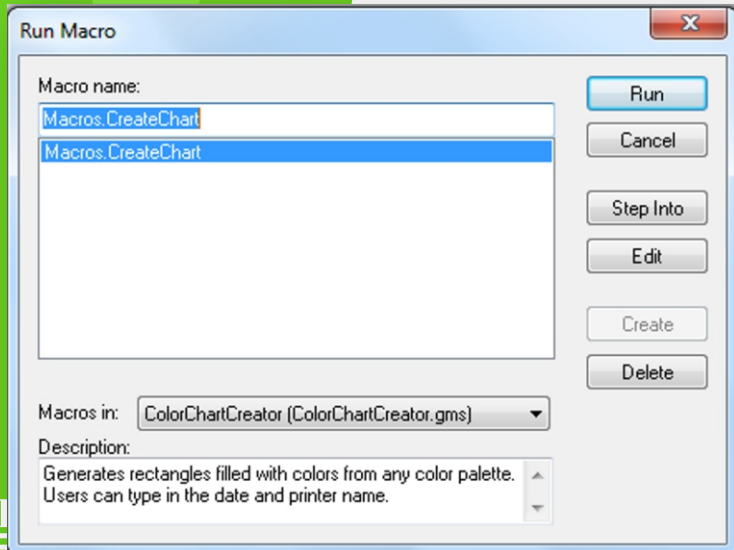 Run Macro
Macro name:
Macros.CreateChart
Macros.CreateChart
Run
Cancel
Step Into
Edit
Create
Delete
Macros in:
ColorChartCreator (ColorChartCreator.gms)
Description:
Generates rectangles filled with colors from any color palette.
Users can type in the date and printer name.